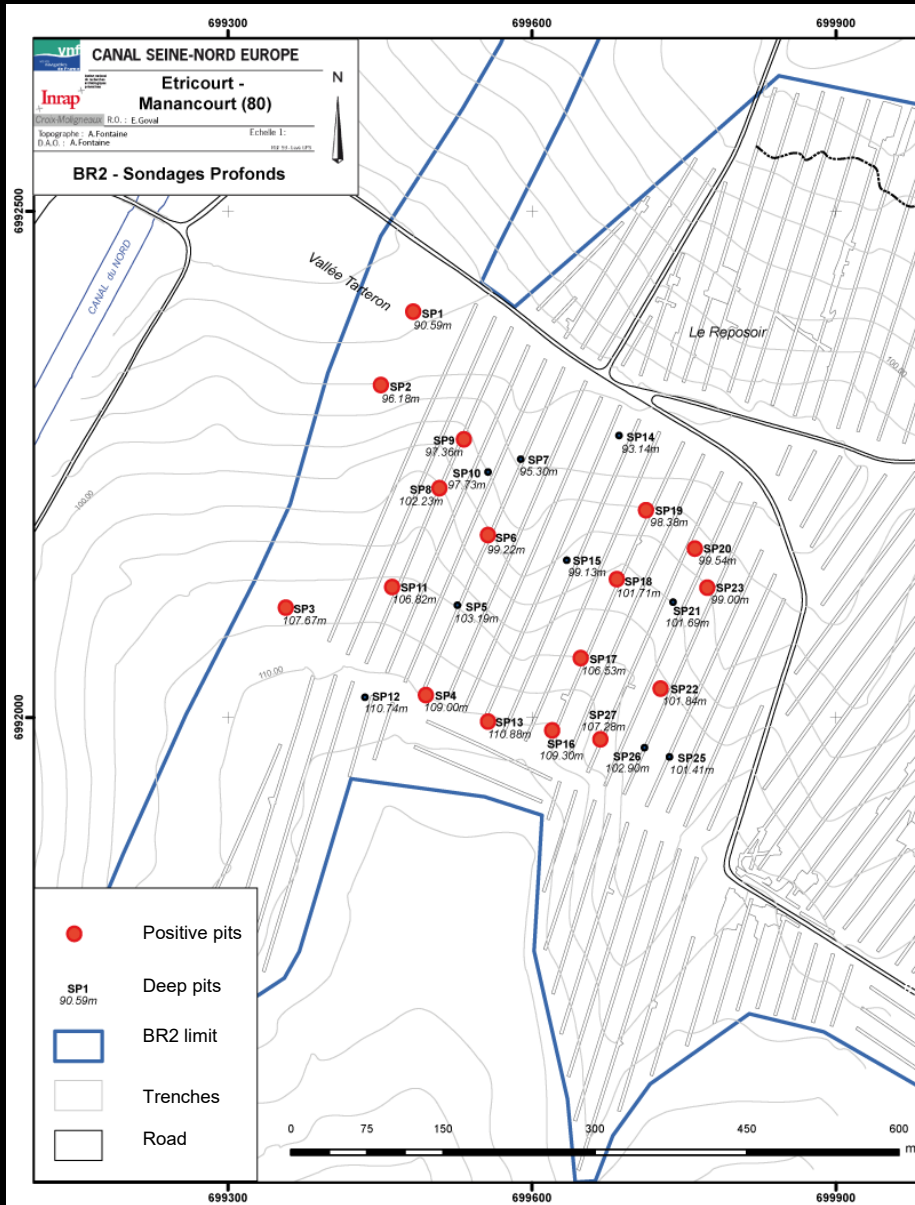 699300
699600
699900
vnf
CANAL SEINE-NORD EUROPE
Etricourt -
Manancourt (80)
N
Inrap
Croix-Moligneaux
R.O. : E.Goval
Topographe : A.Fontaine
D.A.O. : A.Fontaine
Echelle 1:
BR2 - Sondages Profonds
6992500
6992000
CANAL du NORD
Vallée Tarteron
Le Reposoir
100.00
100.00
110.00
SP1
90.59m
SP2
96.18m
SP9
97.36m
SP10
97.73m
SP7
95.30m
SP14
93.14m
SP8
102.23m
SP19
98.38m
SP6
99.22m
SP20
99.54m
SP15
99.13m
SP18
101.71m
SP23
99.00m
SP11
106.82m
SP3
107.67m
SP5
103.19m
SP21
101.69m
SP17
106.53m
SP22
101.84m
SP12
110.74m
SP4
109.00m
SP13
110.88m
SP16
109.30m
SP27
107.28m
SP26
102.90m
SP25
101.41m
Positive pits
SP1
90.59m
Deep pits
BR2 limit
Trenches
Road
0 75 150 300 450 600
m
699300
699600
699900